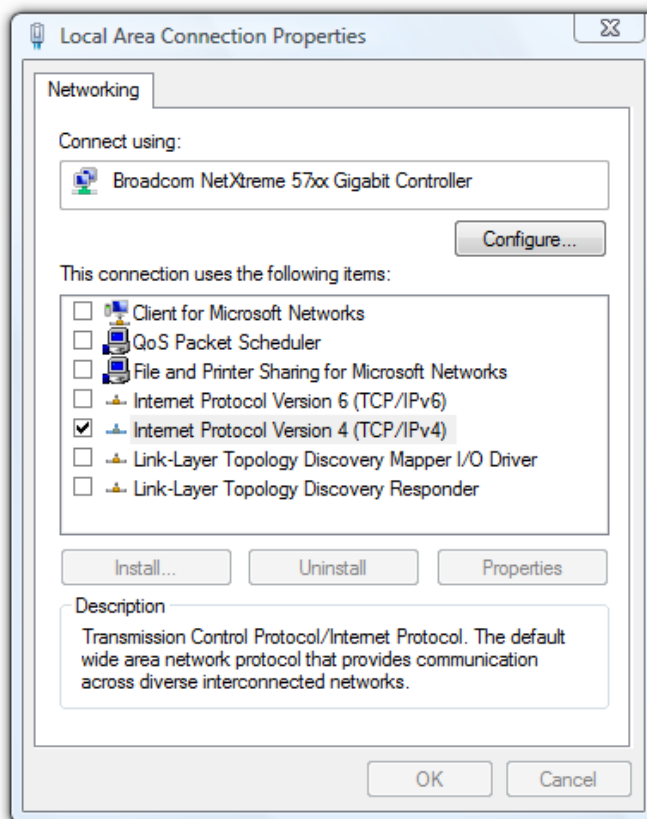 Local Area Connection Properties
Networking
Connect using:
Broadcom NetXtreme 57xx Gigabit Controller
Configure...
This connection uses the following items:
Client for Microsoft Networks
QoS Packet Scheduler
File and Printer Sharing for Microsoft Networks
Internet Protocol Version 6 (TCP/IPv6)
Internet Protocol Version 4 (TCP/IPv4)
Link-Layer Topology Discovery Mapper I/O Driver
Link-Layer Topology Discovery Responder
Install... Uninstall Properties
Description
Transmission Control Protocol/Internet Protocol. The default
wide area network protocol that provides communication
across diverse interconnected networks.
OK Cancel